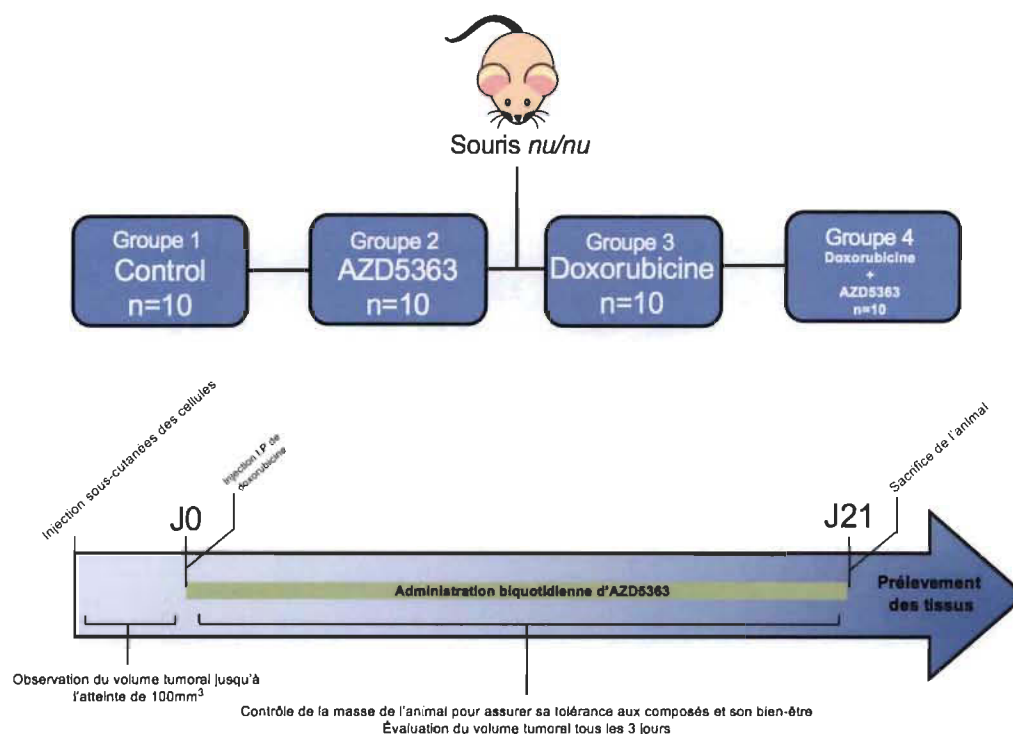 Souris nu/nu
Groupe 1
Control
n=10
Groupe 2
AZD5363
n=10
Groupe 3
Doxorubicine
n=10
Groupe 4
Doxorubicine
+
AZD5363
n=10
Injection sous-cutanées des cellules
J0
Injection I.P de
doxorubicine
J21
Sacrifice de l'animal
Administration biquotidienne d'AZD5363
Prélevement
des tissus
Observation du volume tumoral jusqu'à
l'atteinte de 100mm³
Contrôle de la masse de l'animal pour assurer sa tolérance aux composés et son bien-être
Évaluation du volume tumoral tous les 3 jours